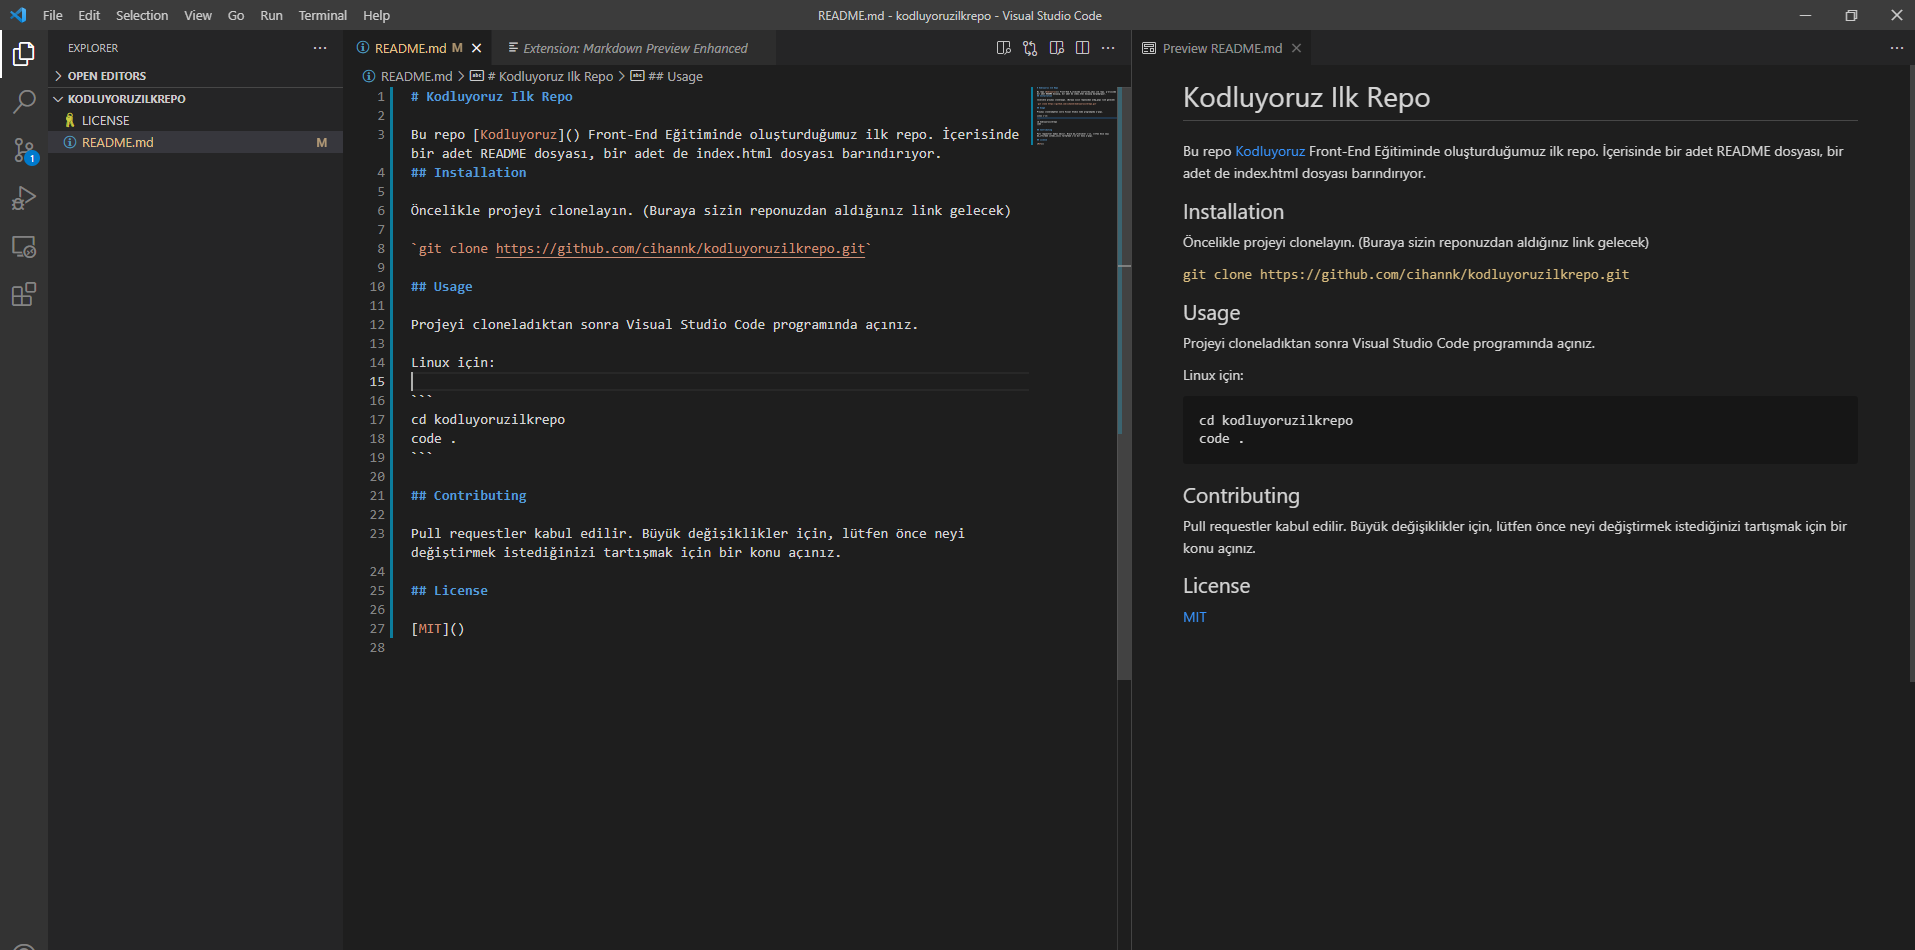 File Edit Selection View Go Run Terminal Help
README.md - kodluyoruzilkrepo - Visual Studio Code
EXPLORER
OPEN EDITORS
KODLUYORUZILKREPO
LICENSE
README.md M
1
README.md M
Extension: Markdown Preview Enhanced
README.md > # Kodluyoruz Ilk Repo > ## Usage
1 # Kodluyoruz Ilk Repo
2
3 Bu repo [Kodluyoruz]() Front-End Eğitiminde oluşturduğumuz ilk repo. İçerisinde
bir adet README dosyası, bir adet de index.html dosyası barındırıyor.
4 ## Installation
5
6 Öncelikle projeyi clonelayın. (Buraya sizin reponuzdan aldığınız link gelecek)
7
8 `git clone https://github.com/cihannk/kodluyoruzilkrepo.git`
9
10 ## Usage
11
12 Projeyi cloneladıktan sonra Visual Studio Code programında açınız.
13
14 Linux için:
15
16 ```
17 cd kodluyoruzilkrepo
18 code .
19 ```
20
21 ## Contributing
22
23 Pull requestler kabul edilir. Büyük değişiklikler için, lütfen önce neyi
değiştirmek istediğinizi tartışmak için bir konu açınız.
24
25 ## License
26
27 [MIT]()
28
Preview README.md
Kodluyoruz Ilk Repo
Bu repo Kodluyoruz Front-End Eğitiminde oluşturduğumuz ilk repo. İçerisinde bir adet README dosyası, bir
adet de index.html dosyası barındırıyor.
Installation
Öncelikle projeyi clonelayın. (Buraya sizin reponuzdan aldığınız link gelecek)
git clone https://github.com/cihannk/kodluyoruzilkrepo.git
Usage
Projeyi cloneladıktan sonra Visual Studio Code programında açınız.
Linux için:
cd kodluyoruzilkrepo
code .
Contributing
Pull requestler kabul edilir. Büyük değişiklikler için, lütfen önce neyi değiştirmek istediğinizi tartışmak için bir
konu açınız.
License
MIT